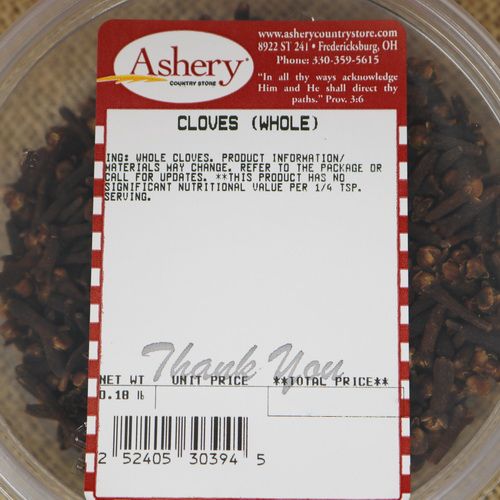 Ashery
COUNTRY STORE
www.asherycountrystore.com
8922 ST 241 • Fredericksburg, OH
Phone: 330-359-5615
“In all thy ways acknowledge
Him and He shall direct thy
paths.” Prov. 3:6
CLOVES (WHOLE)
ING: WHOLE CLOVES. PRODUCT INFORMATION/
MATERIALS MAY CHANGE. REFER TO THE PACKAGE OR
CALL FOR UPDATES. **THIS PRODUCT HAS NO
SIGNIFICANT NUTRITIONAL VALUE PER 1/4 TSP.
SERVING.
Thank You
NET WT UNIT PRICE **TOTAL PRICE**
0.18 lb
2 52405 30394 5